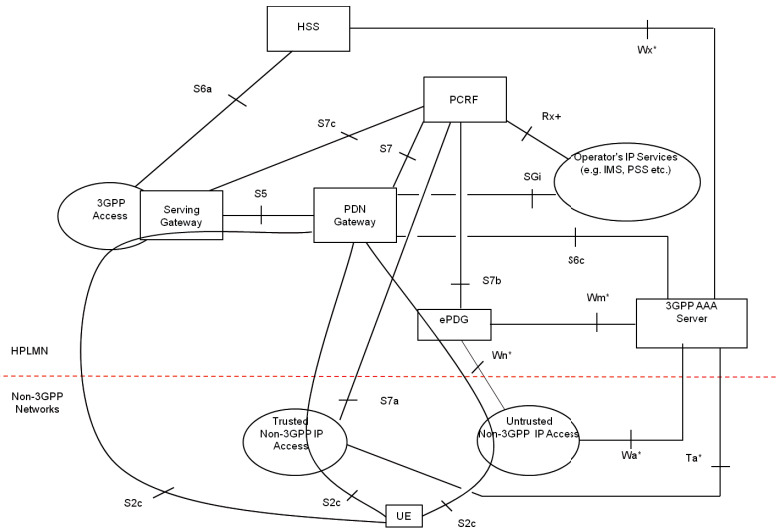 HSS
Wx*
S6a
PCRF
Rx+
S7c
S7
Operator's IP Services
(e.g. IMS, PSS etc.)
SGi
3GPP
Access
Serving
Gateway
S5
PDN
Gateway
S6c
S7b
Wm*
3GPP AAA
Server
ePDG
HPLMN
Wn*
Non-3GPP
Networks
S7a
Trusted
Non-3GPP IP
Access
Untrusted
Non-3GPP IP Access
Wa*
Ta*
S2c
S2c
UE
S2c